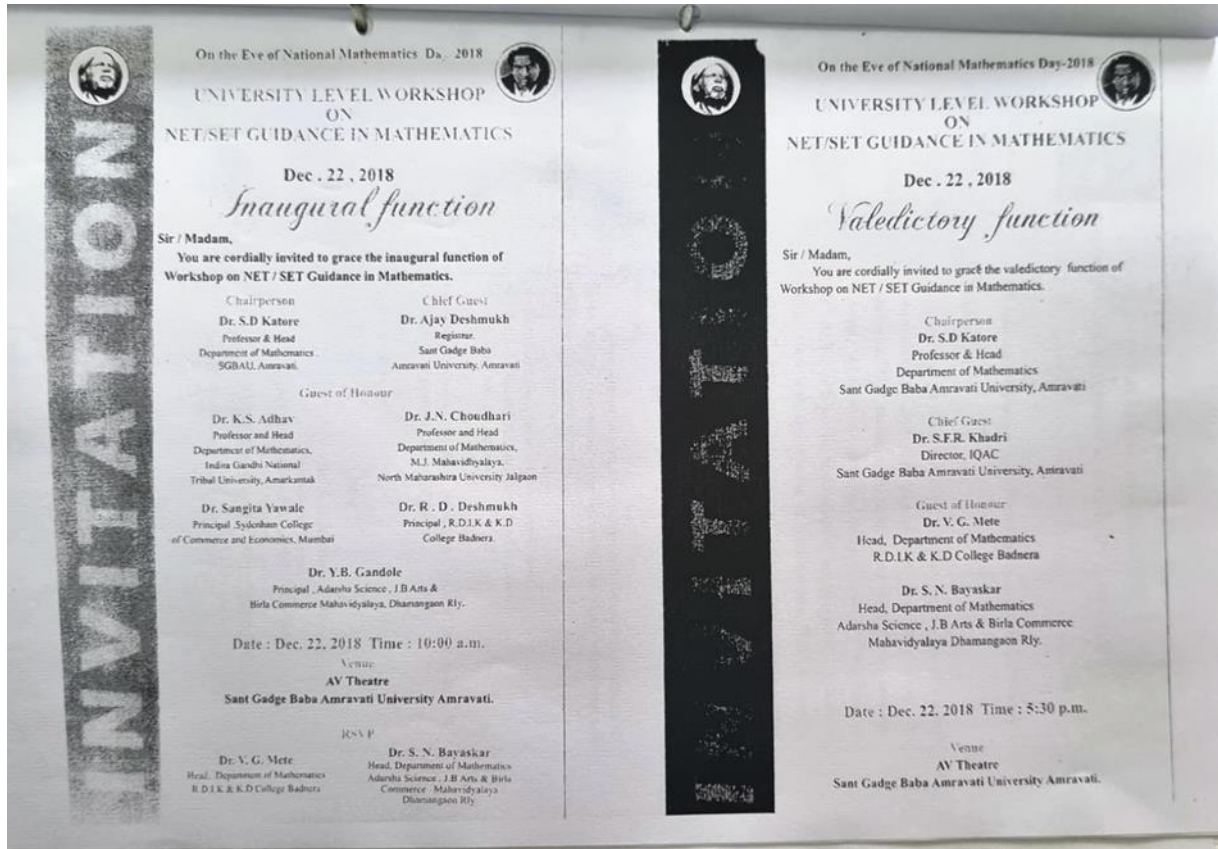 INVITATION
On the Eve of National Mathematics Da 2018
UNIVERSITY LEVEL WORKSHOP
ON
NET/SET GUIDANCE IN MATHEMATICS
Dec . 22 , 2018
Inaugural function
Sir / Madam,
You are cordially invited to grace the inaugural function of
Workshop on NET / SET Guidance in Mathematics.
Chairperson
Dr. S.D Katore
Professor & Head
Department of Mathematics .
SGBAU, Amravati.
Chief Guest
Dr. Ajay Deshmukh
Registrar,
Sant Gadge Baba
Amravati University, Amravati
Guest of Honour
Dr. K.S. Adhav
Professor and Head
Department of Mathematics,
Indira Gandhi National
Tribal University, Amarkantak
Dr. J.N. Choudhari
Professor and Head
Department of Mathematics,
M.J. Mahavidhyalaya,
North Maharashtra University Jalgaon
Dr. Sangita Yawale
Principal ,Sydenham College
of Commerce and Economics, Mumbai
Dr. R . D . Deshmukh
Principal , R.D.I.K & K.D
College Badnera
Dr. Y.B. Gandole
Principal , Adarsha Science , J.B Arts &
Birla Commerce Mahavidyalaya, Dhamangaon Rly.
Date : Dec. 22, 2018 Time : 10:00 a.m.
Venue
AV Theatre
Sant Gadge Baba Amravati University Amravati.
RSVP
Dr. V. G. Mete
Head, Department of Mathematics
R.D.I.K & K.D College Badnera
Dr. S. N. Bayaskar
Head, Department of Mathematics
Adarsha Science , J.B Arts & Birla
Commerce Mahavidyalaya
Dhamangaon Rly
INVITATION
On the Eve of National Mathematics Day-2018
UNIVERSITY LEVEL WORKSHOP
ON
NET/SET GUIDANCE IN MATHEMATICS
Dec . 22 , 2018
Valedictory function
Sir / Madam,
You are cordially invited to grace the valedictory function of
Workshop on NET / SET Guidance in Mathematics.
Chairperson
Dr. S.D Katore
Professor & Head
Department of Mathematics
Sant Gadge Baba Amravati University, Amravati
Chief Guest
Dr. S.F.R. Khadri
Director, IQAC
Sant Gadge Baba Amravati University, Amravati
Guest of Honour
Dr. V. G. Mete
Head, Department of Mathematics
R.D.I.K & K.D College Badnera
Dr. S. N. Bayaskar
Head, Department of Mathematics
Adarsha Science , J.B Arts & Birla Commerce
Mahavidyalaya Dhamangaon Rly.
Date : Dec. 22, 2018 Time : 5:30 p.m.
Venue
AV Theatre
Sant Gadge Baba Amravati University Amravati.